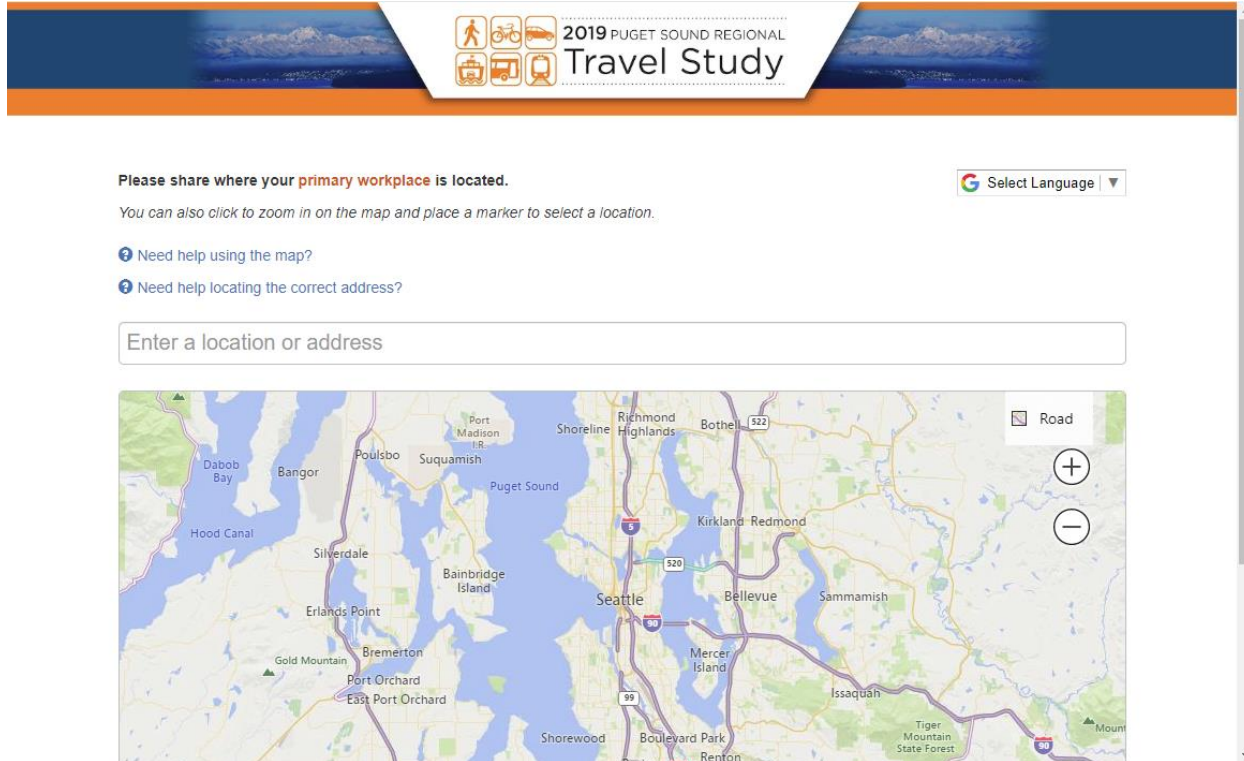 2019 PUGET SOUND REGIONAL
Travel Study
Please share where your primary workplace is located.
Select Language ▼
You can also click to zoom in on the map and place a marker to select a location.
Need help using the map?
Need help locating the correct address?
Enter a location or address
Road
Port
Madison
I.R.
Richmond
Highlands
Shoreline
Bothell
522
Poulsbo
Suquamish
Dabob
Bay
Bangor
Puget Sound
Hood Canal
Kirkland
Redmond
5
Silverdale
520
Bainbridge
Island
Seattle
Bellevue
Sammamish
Erlands Point
90
Bremerton
Mercer
Island
Gold Mountain
Port Orchard
East Port Orchard
Issaquah
99
Tiger
Mountain
State Forest
Mount
90
Shorewood
Boulevard Park
Renton